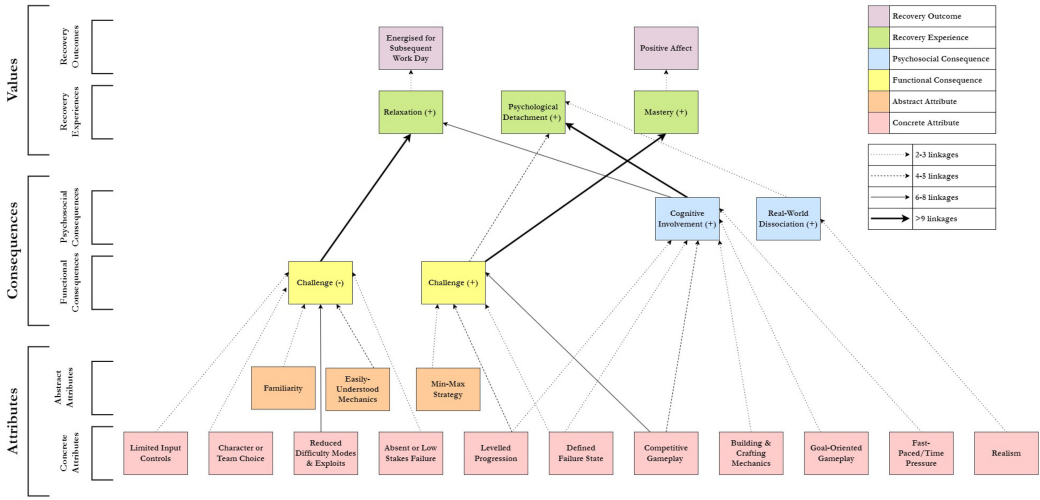 Values
Recovery
Outcomes
Recovery
Experiences
Consequences
Psychosocial
Consequences
Functional
Consequences
Attributes
Abstract
Attributes
Concrete
Attributes
Energised for
Subsequent
Work Day
Positive Affect
Relaxation (+)
Psychological
Detachment (+)
Mastery (+)
Cognitive
Involvement (+)
Real-World
Dissociation (+)
Challenge (-)
Challenge (+)
Familiarity
Easily-
Understood
Mechanics
Min-Max
Strategy
Limited Input
Controls
Character or
Team Choice
Reduced
Difficulty Modes
& Exploits
Absent or Low
Stakes Failure
Levelled
Progression
Defined
Failure State
Competitive
Gameplay
Building &
Crafting
Mechanics
Goal-Oriented
Gameplay
Fast-
Paced/Time
Pressure
Realism
Recovery Outcome
Recovery Experience
Psychosocial Consequence
Functional Consequence
Abstract Attribute
Concrete Attribute
2-3 linkages
4-5 linkages
6-8 linkages
>9 linkages